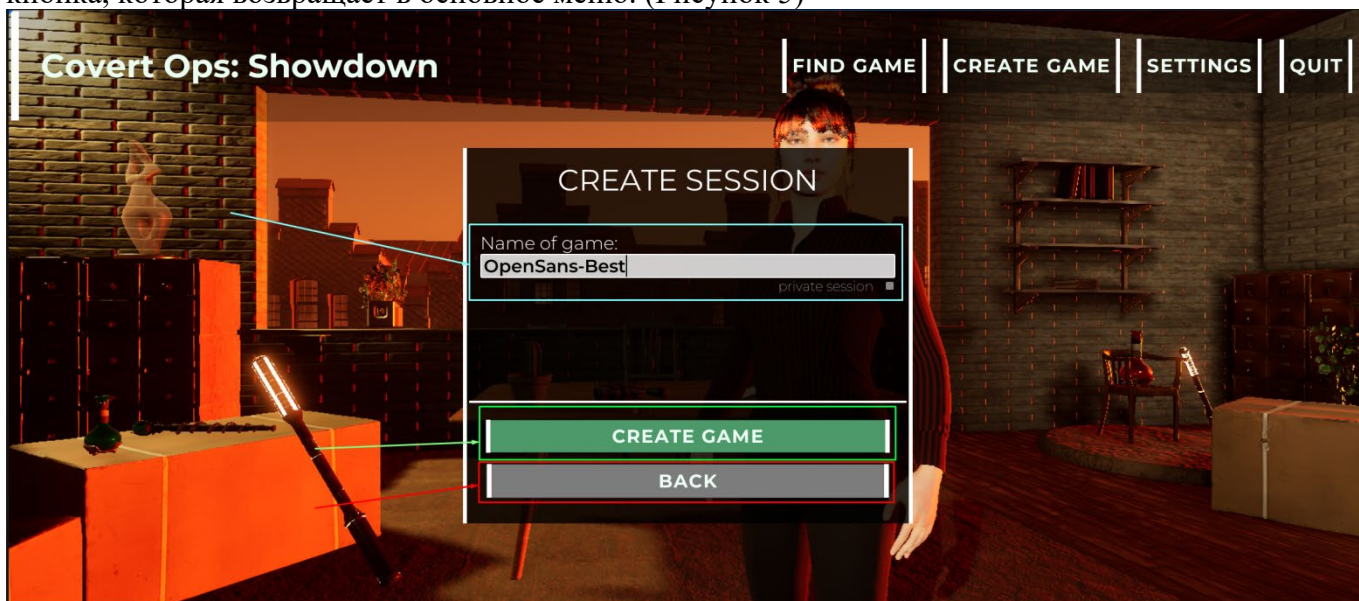 кнопка, которая возвращает в основное меню. (Рисунок 5)
Covert Ops: Showdown
FIND GAME CREATE GAME SETTINGS QUIT
CREATE SESSION
Name of game:
OpenSans-Best
private session
CREATE GAME
BACK